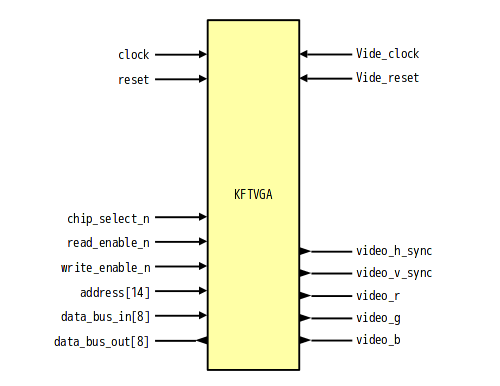 clock
reset
chip_select_n
read_enable_n
write_enable_n
address[14]
data_bus_in[8]
data_bus_out[8]
KFTVGA
Vide_clock
Vide_reset
video_h_sync
video_v_sync
video_r
video_g
video_b